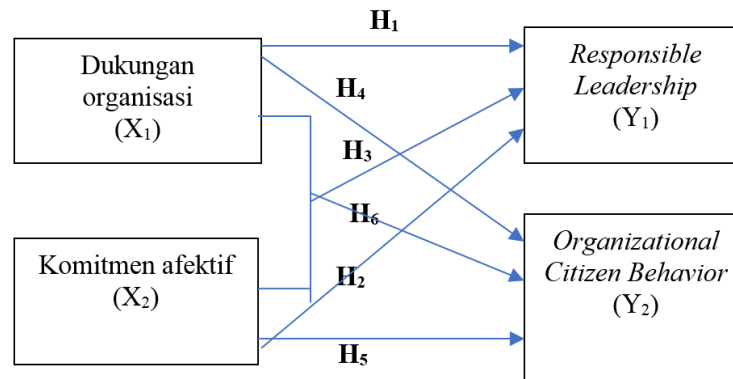 H₁
Dukungan
organisasi
(X₁)
Responsible
Leadership
(Y₁)
H₄
H₃
H₆
Komitmen afektif
(X₂)
Organizational
Citizen Behavior
(Y₂)
H₂
H₅